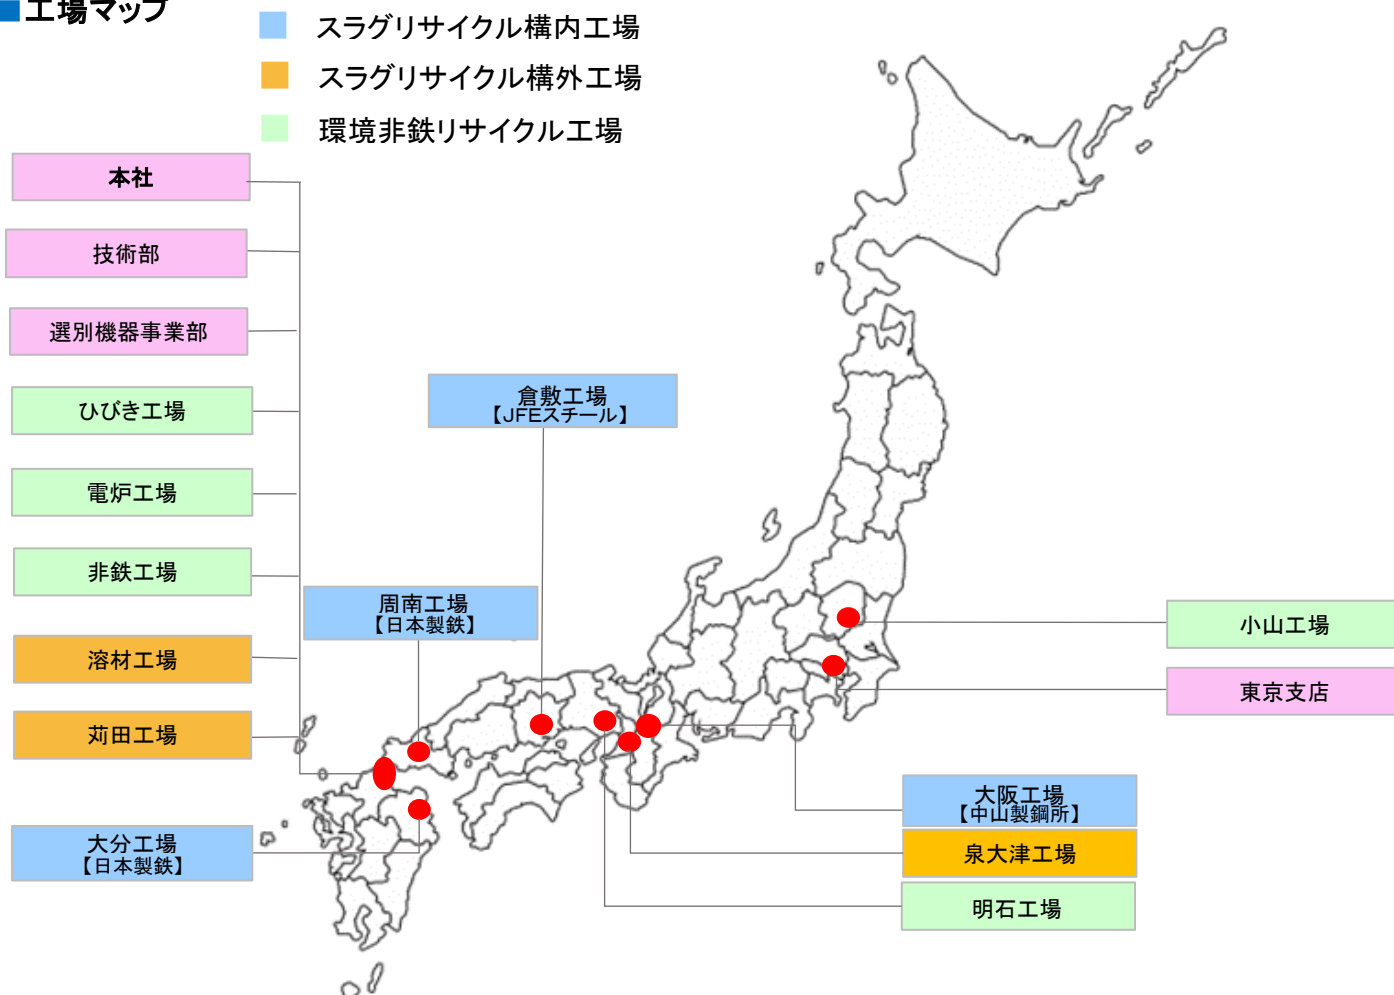 工場マップ
スラグリサイクル構内工場
スラグリサイクル構外工場
環境非鉄リサイクル工場
本社
技術部
選別機器事業部
ひびき工場
電炉工場
非鉄工場
溶材工場
苅田工場
大分工場
【日本製鉄】
周南工場
【日本製鉄】
倉敷工場
【JFEスチール】
小山工場
東京支店
大阪工場
【中山製鋼所】
泉大津工場
明石工場